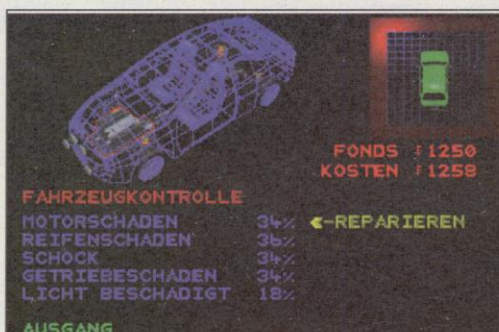 FONDS :1250
KOSTEN :1258
FAHRZEUGKONTROLLE
MOTORSCHADEN 34% <-REPARIEREN
REIFENSCHADEN 36%
SCHOCK 34%
GETRIEBESCHADEN 34%
LICHT BESCHADIGT 18%
AUSGANG